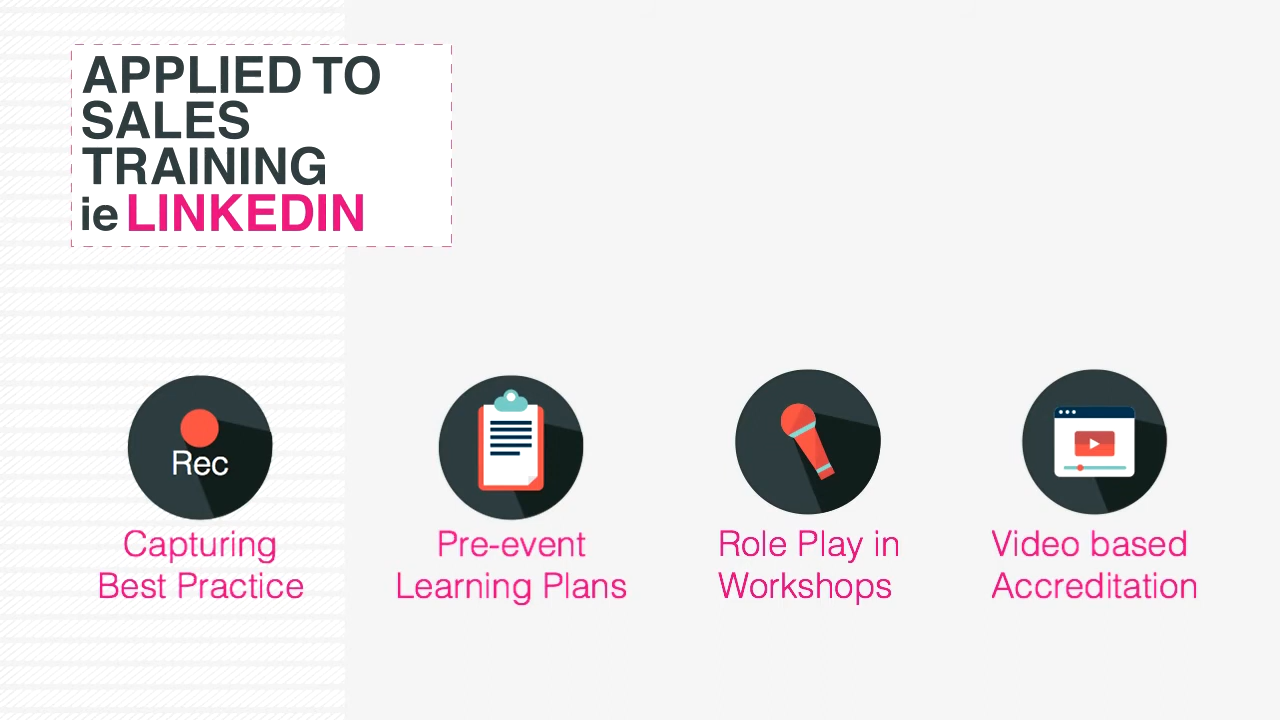 APPLIED TO
SALES
TRAINING
ie LINKEDIN
Rec
Capturing
Best Practice
Pre-event
Learning Plans
Role Play in
Workshops
Video based
Accreditation